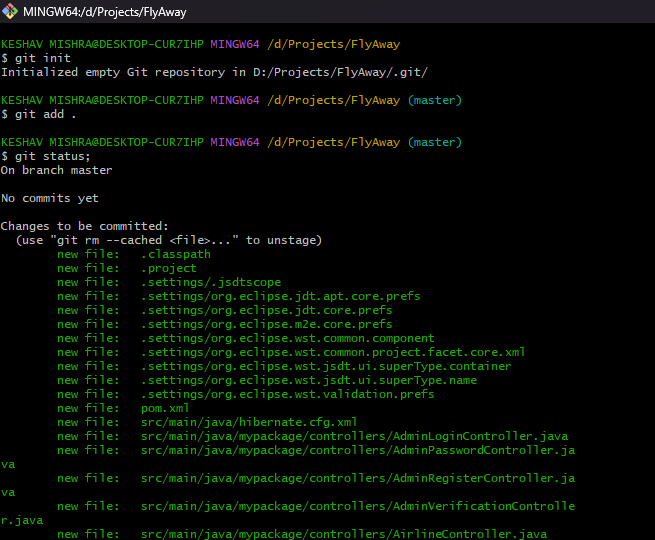 MINGW64:/d/Projects/FlyAway
KESHAV MISHRA@DESKTOP-CUR7IHP MINGW64 /d/Projects/FlyAway
$ git init
Initialized empty Git repository in D:/Projects/FlyAway/.git/
KESHAV MISHRA@DESKTOP-CUR7IHP MINGW64 /d/Projects/FlyAway (master)
$ git add .
KESHAV MISHRA@DESKTOP-CUR7IHP MINGW64 /d/Projects/FlyAway (master)
$ git status;
On branch master
No commits yet
Changes to be committed:
  (use "git rm --cached <file>..." to unstage)
        new file:   .classpath
        new file:   .project
        new file:   .settings/.jsdtscope
        new file:   .settings/org.eclipse.jdt.apt.core.prefs
        new file:   .settings/org.eclipse.jdt.core.prefs
        new file:   .settings/org.eclipse.m2e.core.prefs
        new file:   .settings/org.eclipse.wst.common.component
        new file:   .settings/org.eclipse.wst.common.project.facet.core.xml
        new file:   .settings/org.eclipse.wst.jsdt.ui.superType.container
        new file:   .settings/org.eclipse.wst.jsdt.ui.superType.name
        new file:   .settings/org.eclipse.wst.validation.prefs
        new file:   pom.xml
        new file:   src/main/java/hibernate.cfg.xml
        new file:   src/main/java/mypackage/controllers/AdminLoginController.java
        new file:   src/main/java/mypackage/controllers/AdminPasswordController.ja
va
        new file:   src/main/java/mypackage/controllers/AdminRegisterController.ja
va
        new file:   src/main/java/mypackage/controllers/AdminVerificationControlle
r.java
        new file:   src/main/java/mypackage/controllers/AirlineController.java